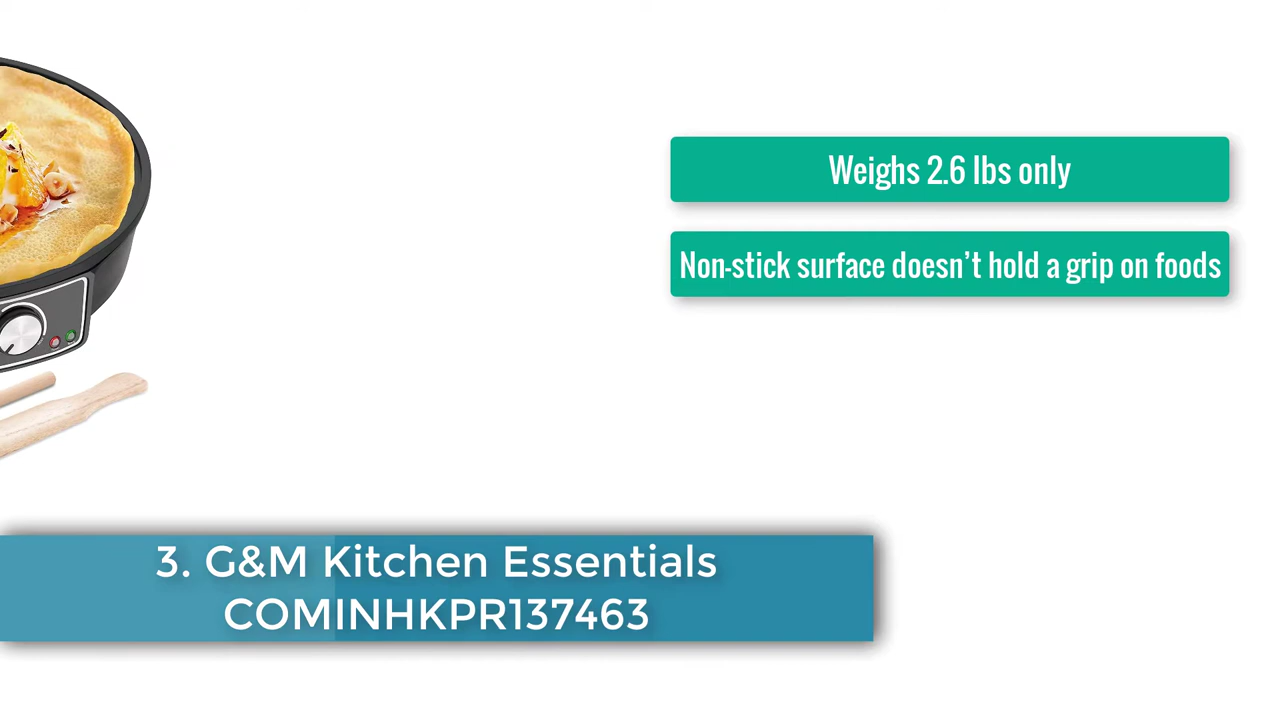 Weighs 2.6 lbs only
Non-stick surface doesn’t hold a grip on foods
3. G&M Kitchen Essentials
COMINHKPR137463